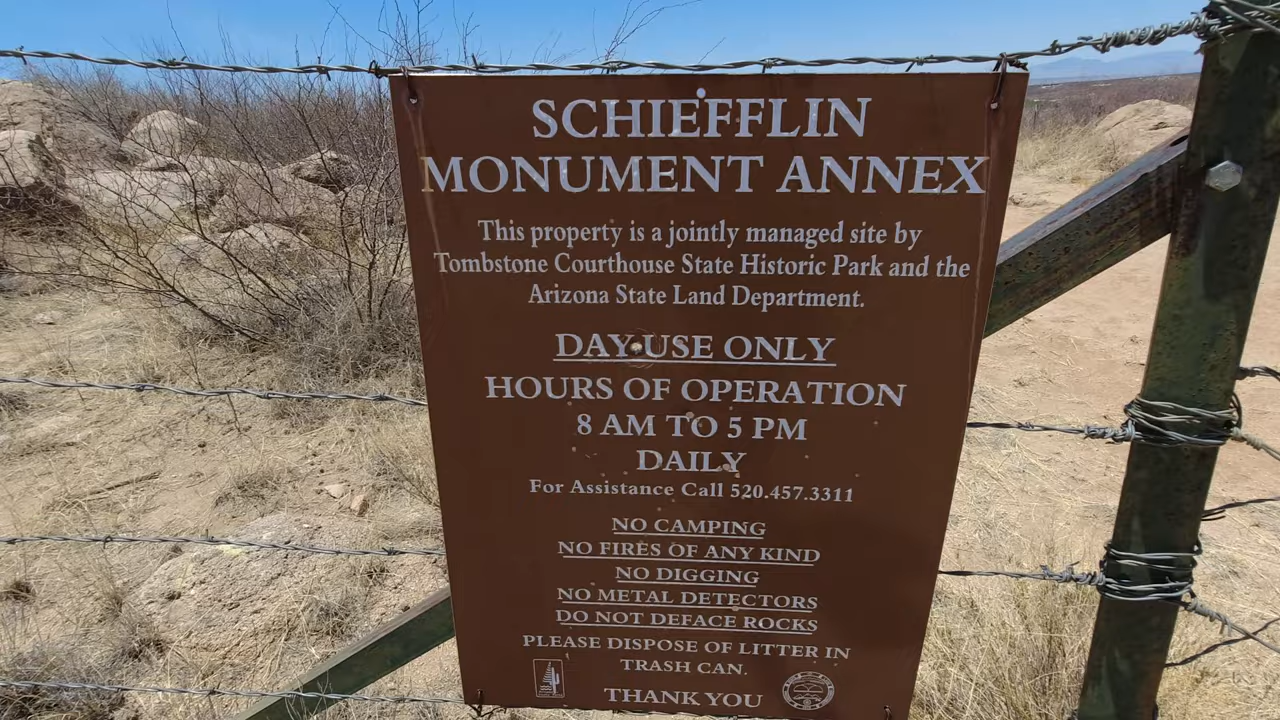 SCHIEFFLIN
MONUMENT ANNEX
This property is a jointly managed site by
Tombstone Courthouse State Historic Park and the
Arizona State Land Department.
DAY USE ONLY
HOURS OF OPERATION
8 AM TO 5 PM
DAILY
For Assistance Call 520.457.3311
NO CAMPING
NO FIRES OF ANY KIND
NO DIGGING
NO METAL DETECTORS
DO NOT DEFACE ROCKS
PLEASE DISPOSE OF LITTER IN
TRASH CAN.
THANK YOU